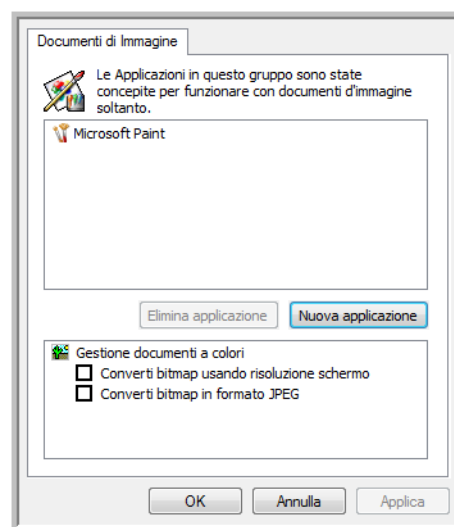 Documenti di Immagine
Le Applicazioni in questo gruppo sono state
concepite per funzionare con documenti d'immagine
soltanto.
Microsoft Paint
Elimina applicazione
Nuova applicazione
Gestione documenti a colori
Converti bitmap usando risoluzione schermo
Converti bitmap in formato JPEG
OK
Annulla
Applica